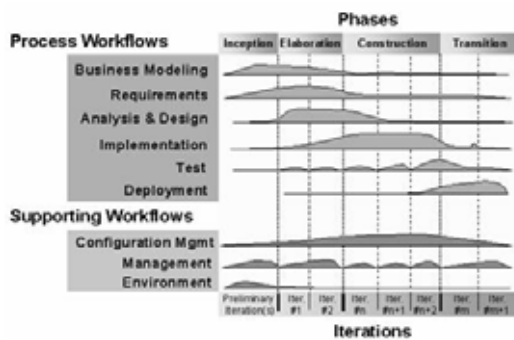 Phases
Process Workflows
Inception Elaboration Construction Transition
Business Modeling
Requirements
Analysis & Design
Implementation
Test
Deployment
Supporting Workflows
Configuration Mgmt
Management
Environment
Preliminary Iter. Iter. Iter. Iter. Iter. Iter. Iter.
Iteration(s) #1 #2 #n #n+1 #n+2 #m #m+1
Iterations